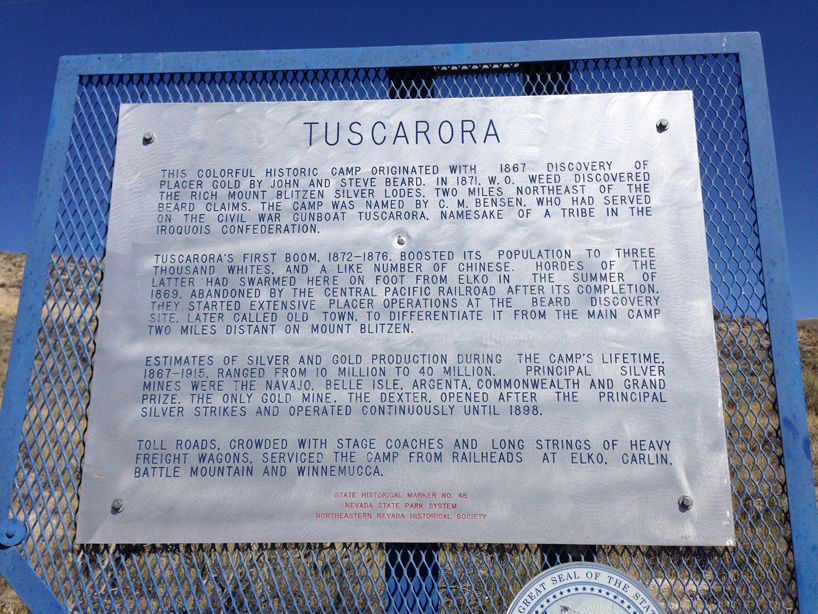 TUSCARORA
THIS COLORFUL HISTORIC CAMP ORIGINATED WITH 1867 DISCOVERY OF
PLACER GOLD BY JOHN AND STEVE BEARD. IN 1871, W. O. WEED DISCOVERED
THE RICH MOUNT BLITZEN SILVER LODES, TWO MILES NORTHEAST OF THE
BEARD CLAIMS. THE CAMP WAS NAMED BY C. M. BENSEN, WHO HAD SERVED
ON THE CIVIL WAR GUNBOAT TUSCARORA, NAMESAKE OF A TRIBE IN THE
IROQUOIS CONFEDERATION.
TUSCARORA'S FIRST BOOM, 1872-1876, BOOSTED ITS POPULATION TO THREE
THOUSAND WHITES, AND A LIKE NUMBER OF CHINESE. HORDES OF THE
LATTER HAD SWARMED HERE ON FOOT FROM ELKO IN THE SUMMER OF
1869, ABANDONED BY THE CENTRAL PACIFIC RAILROAD AFTER ITS COMPLETION.
THEY STARTED EXTENSIVE PLACER OPERATIONS AT THE BEARD DISCOVERY
SITE, LATER CALLED OLD TOWN, TO DIFFERENTIATE IT FROM THE MAIN CAMP
TWO MILES DISTANT ON MOUNT BLITZEN.
ESTIMATES OF SILVER AND GOLD PRODUCTION DURING THE CAMP'S LIFETIME,
1867-1915, RANGED FROM 10 MILLION TO 40 MILLION. PRINCIPAL SILVER
MINES WERE THE NAVAJO, BELLE ISLE, ARGENTA, COMMONWEALTH AND GRAND
PRIZE. THE ONLY GOLD MINE, THE DEXTER, OPENED AFTER THE PRINCIPAL
SILVER STRIKES AND OPERATED CONTINUOUSLY UNTIL 1898.
TOLL ROADS, CROWDED WITH STAGE COACHES AND LONG STRINGS OF HEAVY
FREIGHT WAGONS, SERVICED THE CAMP FROM RAILHEADS AT ELKO, CARLIN,
BATTLE MOUNTAIN AND WINNEMUCCA.
STATE HISTORICAL MARKER NO. 48
NEVADA STATE PARK SYSTEM
NORTHEASTERN NEVADA HISTORICAL SOCIETY
GREAT SEAL OF THE STA